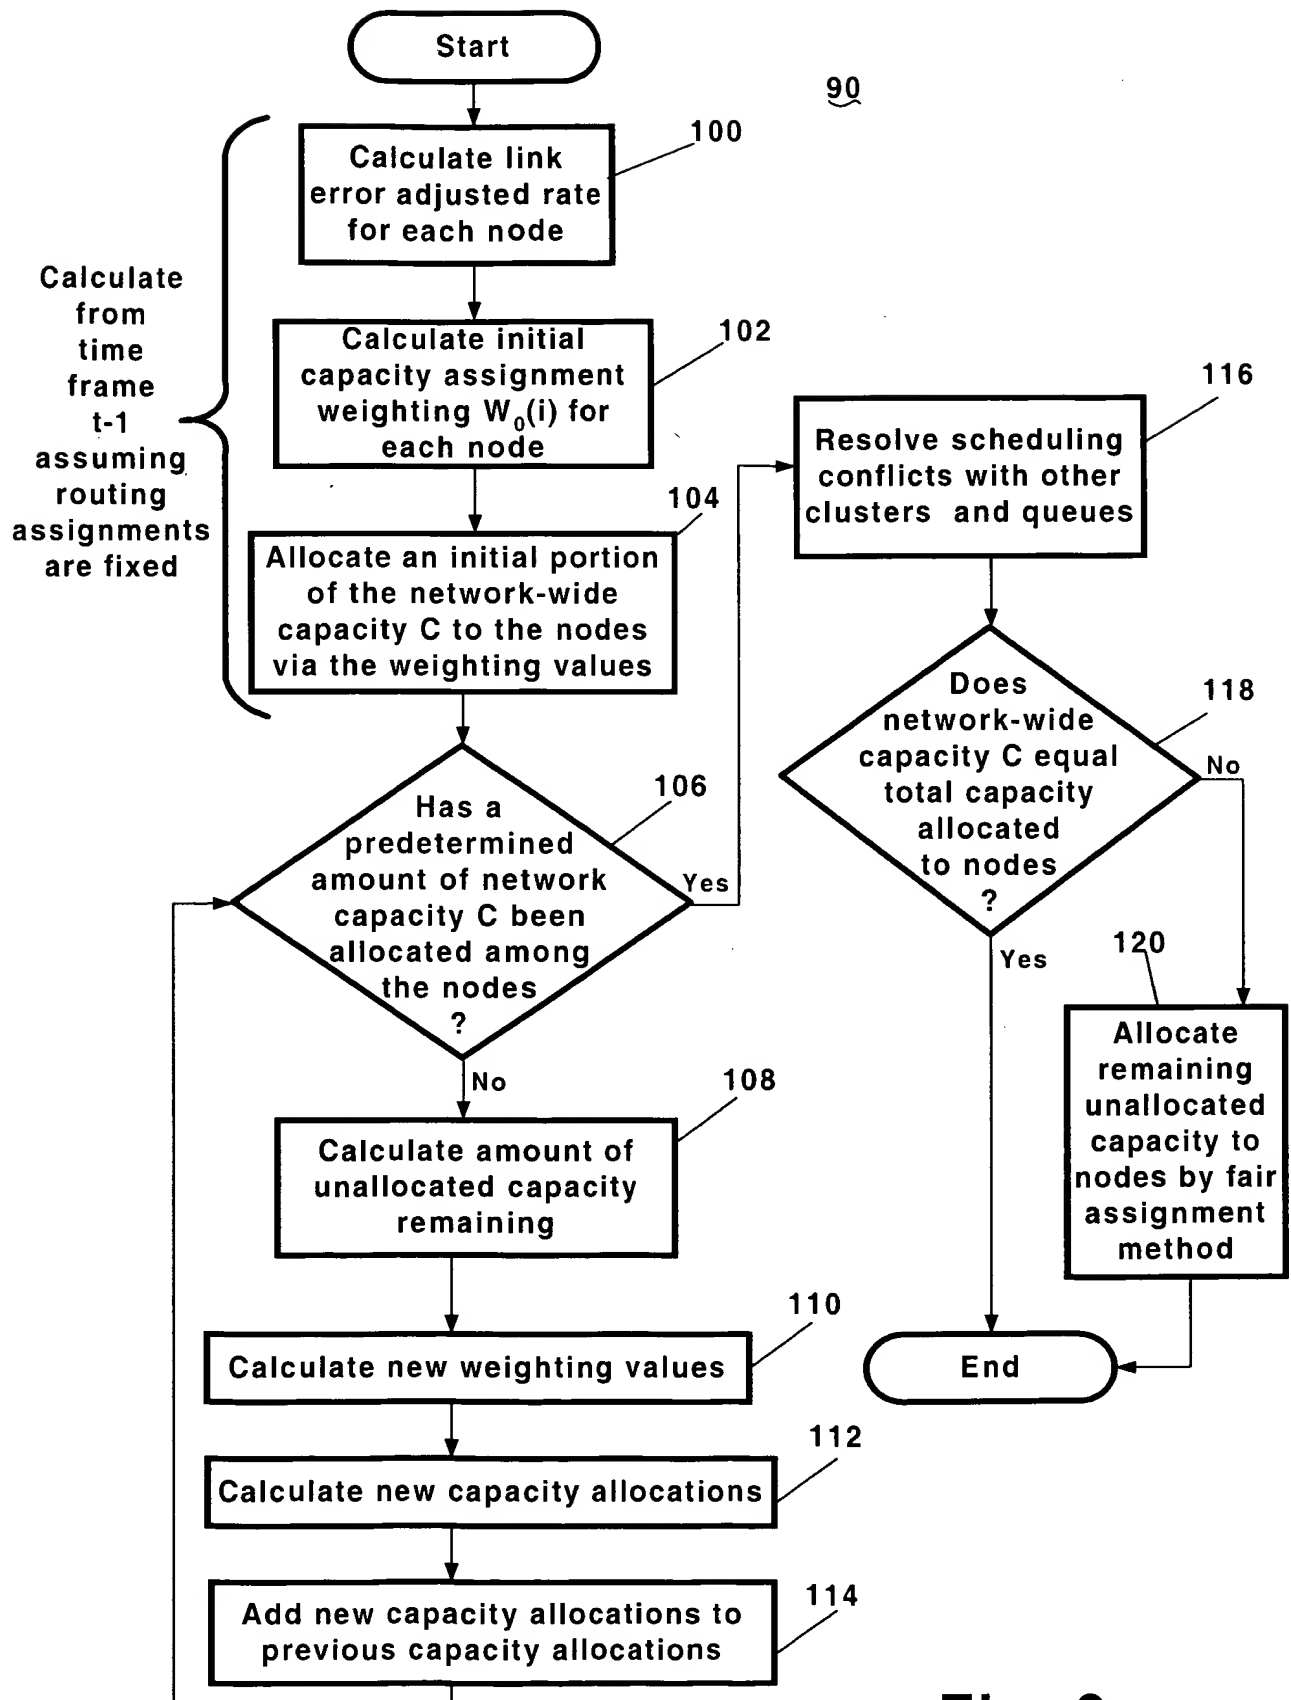 Start
90
100
Calculate link
error adjusted rate
for each node
Calculate
from
time
frame
t-1
assuming
routing
assignments
are fixed
102
Calculate initial
capacity assignment
weighting W0(i) for
each node
104
Allocate an initial portion
of the network-wide
capacity C to the nodes
via the weighting values
106
Has a
predetermined
amount of network
capacity C been
allocated among
the nodes
?
Yes
No
108
Calculate amount of
unallocated capacity
remaining
110
Calculate new weighting values
112
Calculate new capacity allocations
114
Add new capacity allocations to
previous capacity allocations
116
Resolve scheduling
conflicts with other
clusters and queues
118
Does
network-wide
capacity C equal
total capacity
allocated
to nodes
?
No
Yes
120
Allocate
remaining
unallocated
capacity to
nodes by fair
assignment
method
End